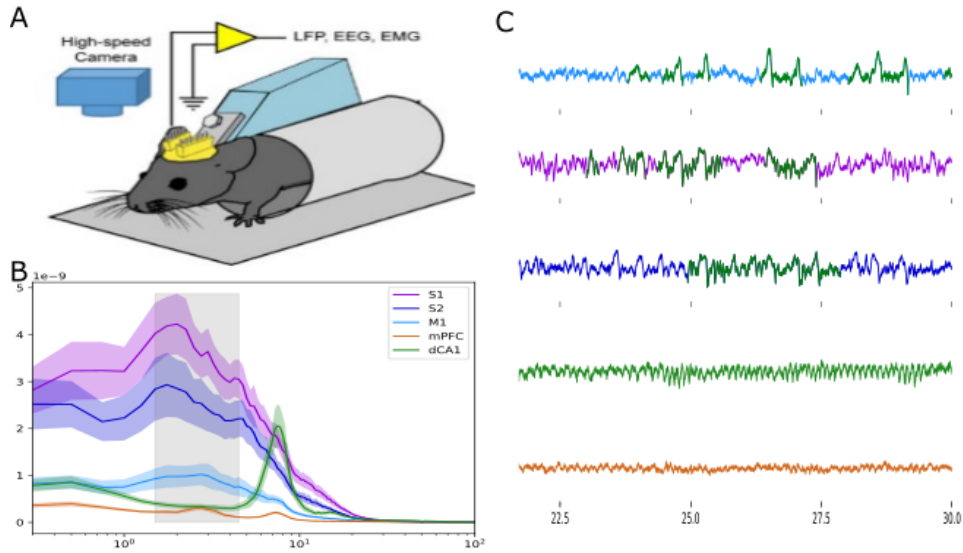 A
High-speed
Camera
LFP, EEG, EMG
B
1e-9
5
4
3
2
1
0
S1
S2
M1
mPFC
dCA1
10⁰
10¹
10²
C
22.5
25.0
27.5
30.0